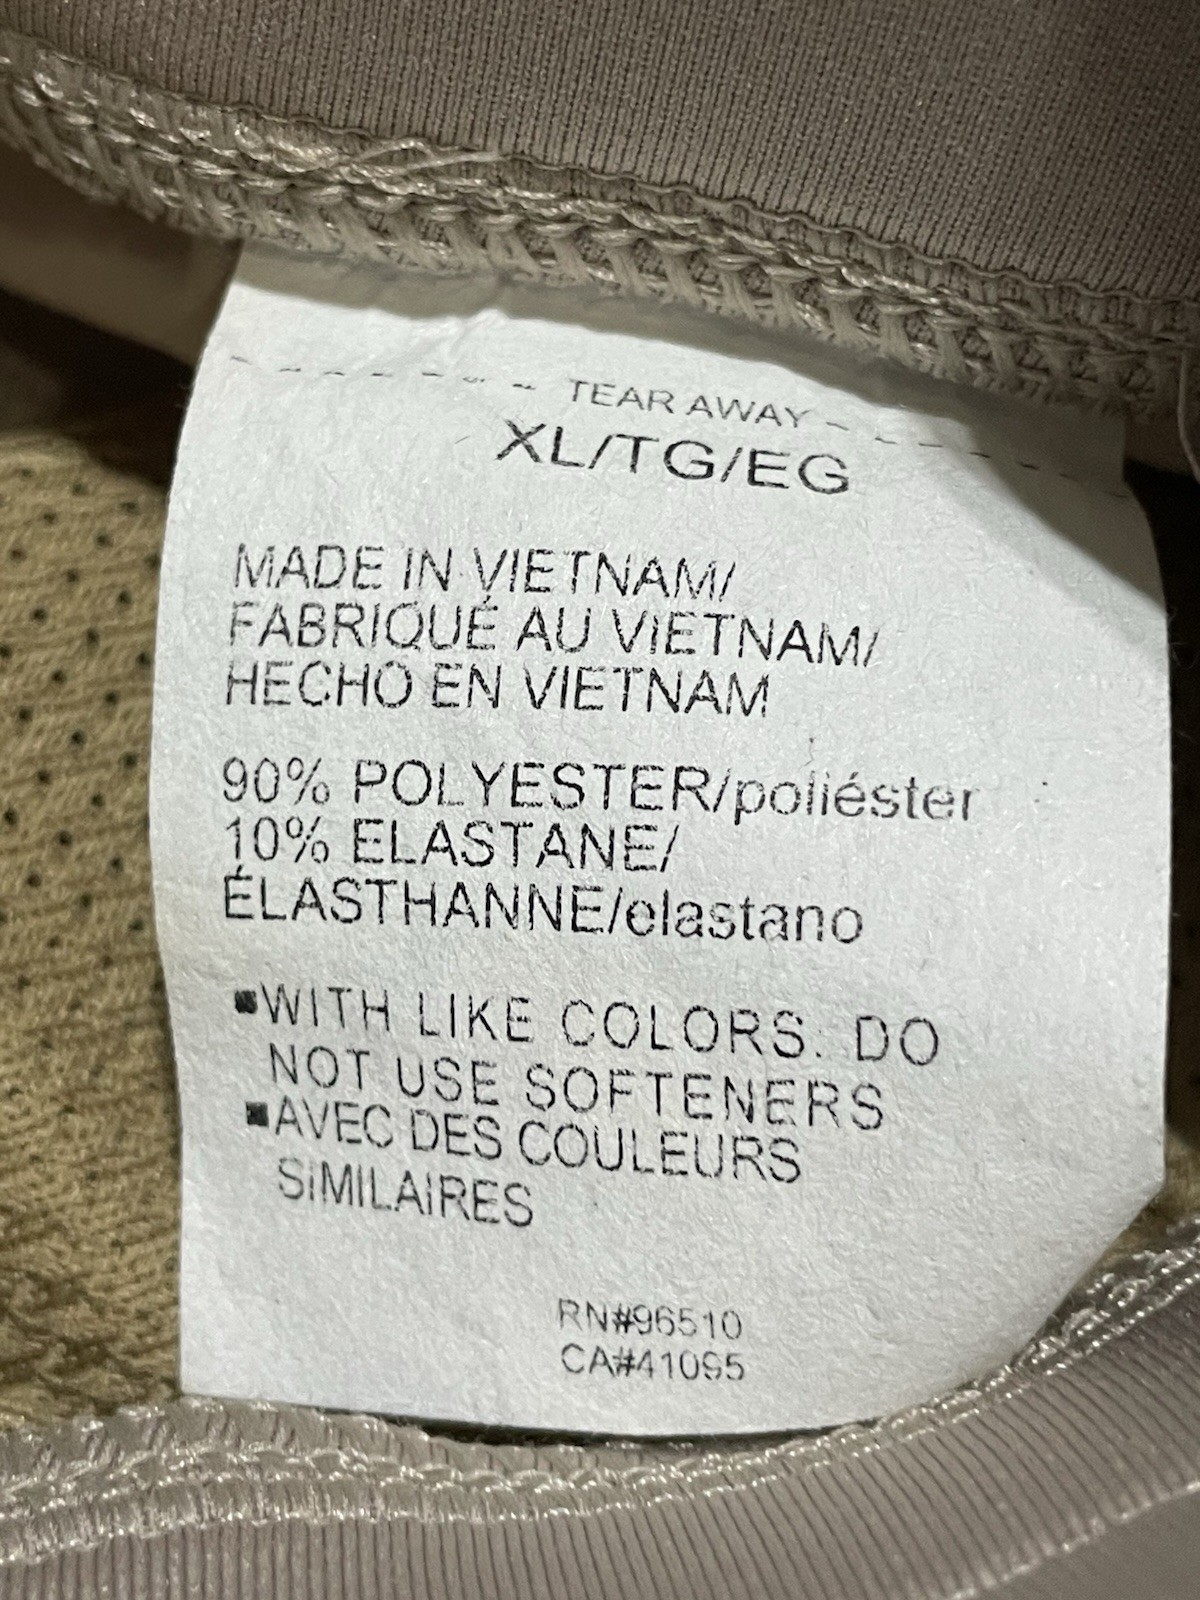 TEAR AWAY
XL/TG/EG
MADE IN VIETNAM/
FABRIQUÉ AU VIETNAM/
HECHO EN VIETNAM
90% POLYESTER/poliéster
10% ELASTANE/
ÉLASTHANNE/elastano
▪WITH LIKE COLORS. DO
NOT USE SOFTENERS
▪AVEC DES COULEURS
SIMILAIRES
RN#96510
CA#41095